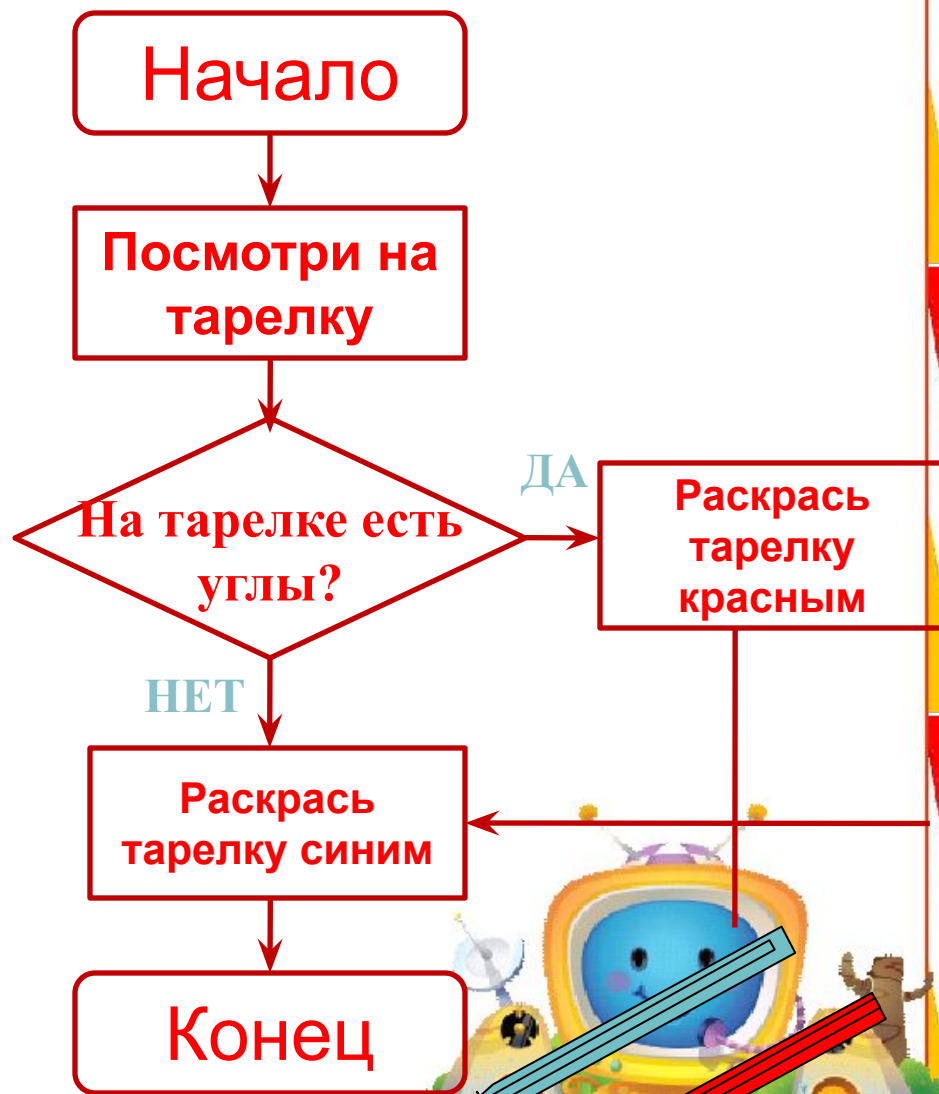 Начало
Посмотри на
тарелку
На тарелке есть
углы?
ДА
Раскрась
тарелку
красным
НЕТ
Раскрась
тарелку синим
Конец